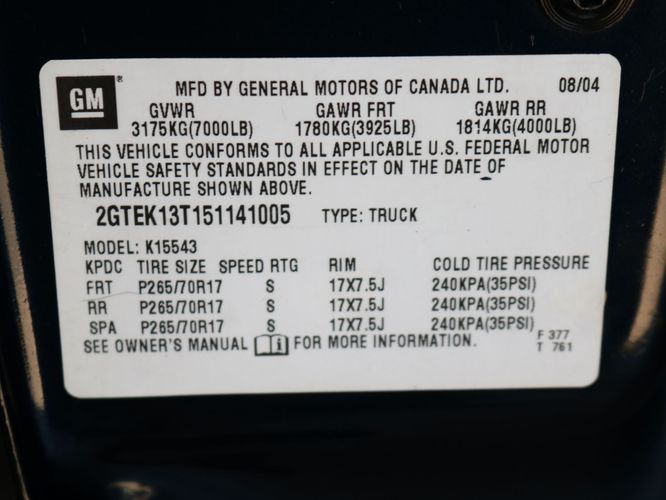 GM ®
MFD BY GENERAL MOTORS OF CANADA LTD. 08/04
GVWR GAWR FRT GAWR RR
3175KG(7000LB) 1780KG(3925LB) 1814KG(4000LB)
THIS VEHICLE CONFORMS TO ALL APPLICABLE U.S. FEDERAL MOTOR
VEHICLE SAFETY STANDARDS IN EFFECT ON THE DATE OF
MANUFACTURE SHOWN ABOVE.
2GTEK13T151141005 TYPE: TRUCK
MODEL: K15543
KPDC TIRE SIZE SPEED RTG RIM COLD TIRE PRESSURE
FRT P265/70R17 S 17X7.5J 240KPA(35PSI)
RR P265/70R17 S 17X7.5J 240KPA(35PSI)
SPA P265/70R17 S 17X7.5J 240KPA(35PSI)
SEE OWNER'S MANUAL FOR MORE INFORMATION.
F 377
T 761